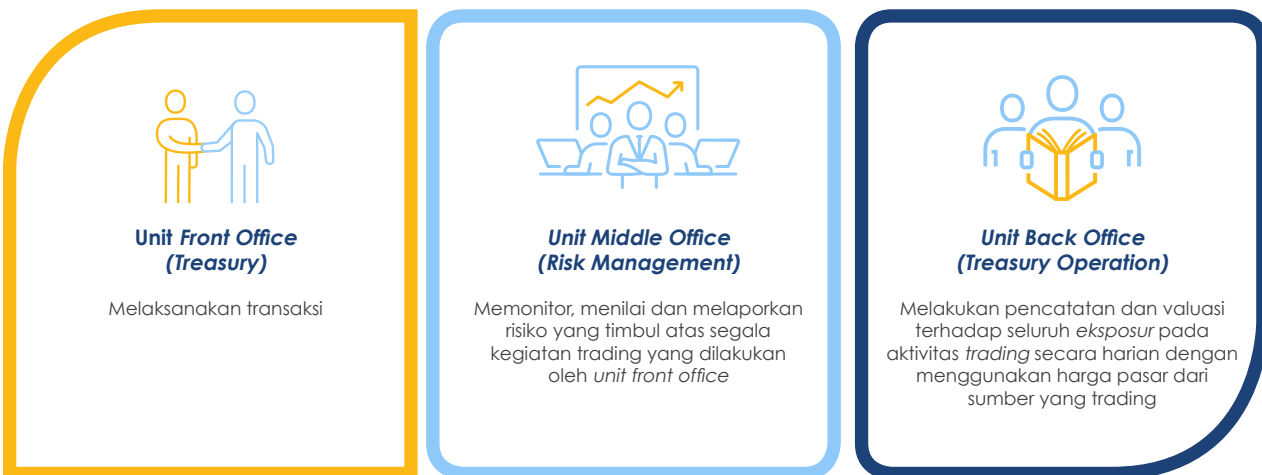 Unit Front Office
(Treasury)
Melaksanakan transaksi
Unit Middle Office
(Risk Management)
Memonitor, menilai dan melaporkan
risiko yang timbul atas segala
kegiatan trading yang dilakukan
oleh unit front office
Unit Back Office
(Treasury Operation)
Melakukan pencatatan dan valuasi
terhadap seluruh eksposur pada
aktivitas trading secara harian dengan
menggunakan harga pasar dari
sumber yang trading